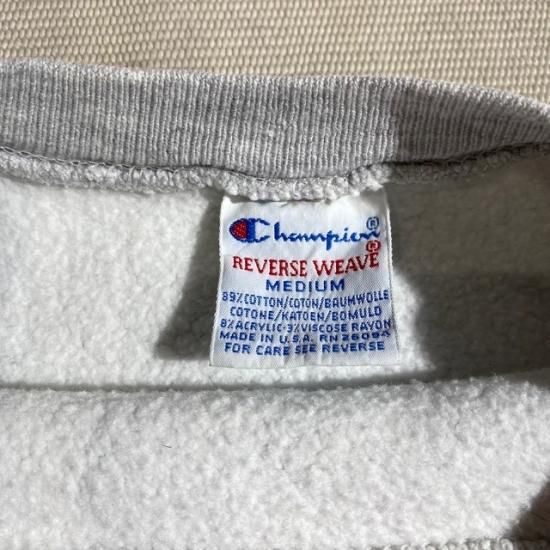 Champion®
REVERSE WEAVE®
MEDIUM
89% COTTON/COTON/BAUMWOLLE
COTONE/KATOEN/BOMULD
8% ACRYLIC-3% VISCOSE RAYON
MADE IN U.S.A. RN 26094
FOR CARE SEE REVERSE